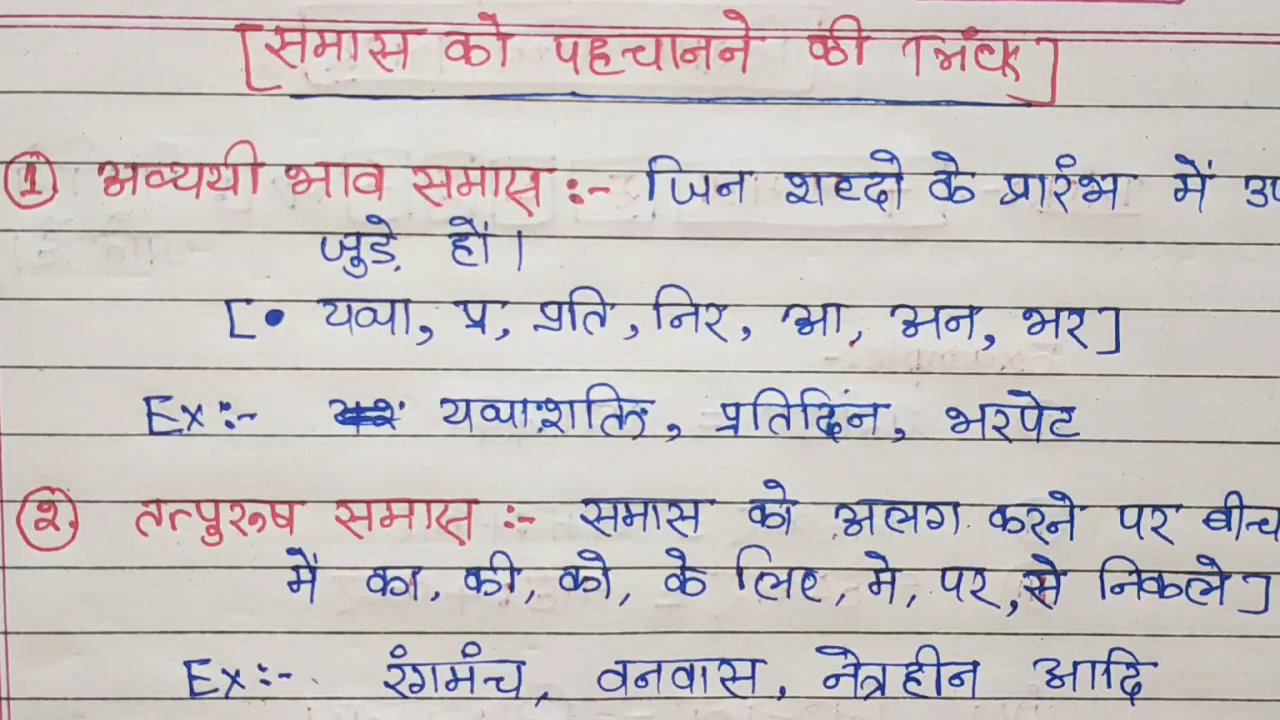 [समास को पहचानने की ट्रिक]
① अव्ययी भाव समास :- जिन शब्दो के प्रारंभ में उप
जुड़े हों।
[• यथा, प्र, प्रति, निर, आ, अन, भर]
Ex:- यथाशक्ति, प्रतिदिंन, भरपेट
②. तत्पुरुष समास :- समास को अलग करने पर बीच
में का, की, को, के लिए, मे, पर, से निकले]
Ex:- रंगमंच, वनवास, नेत्रहीन आदि